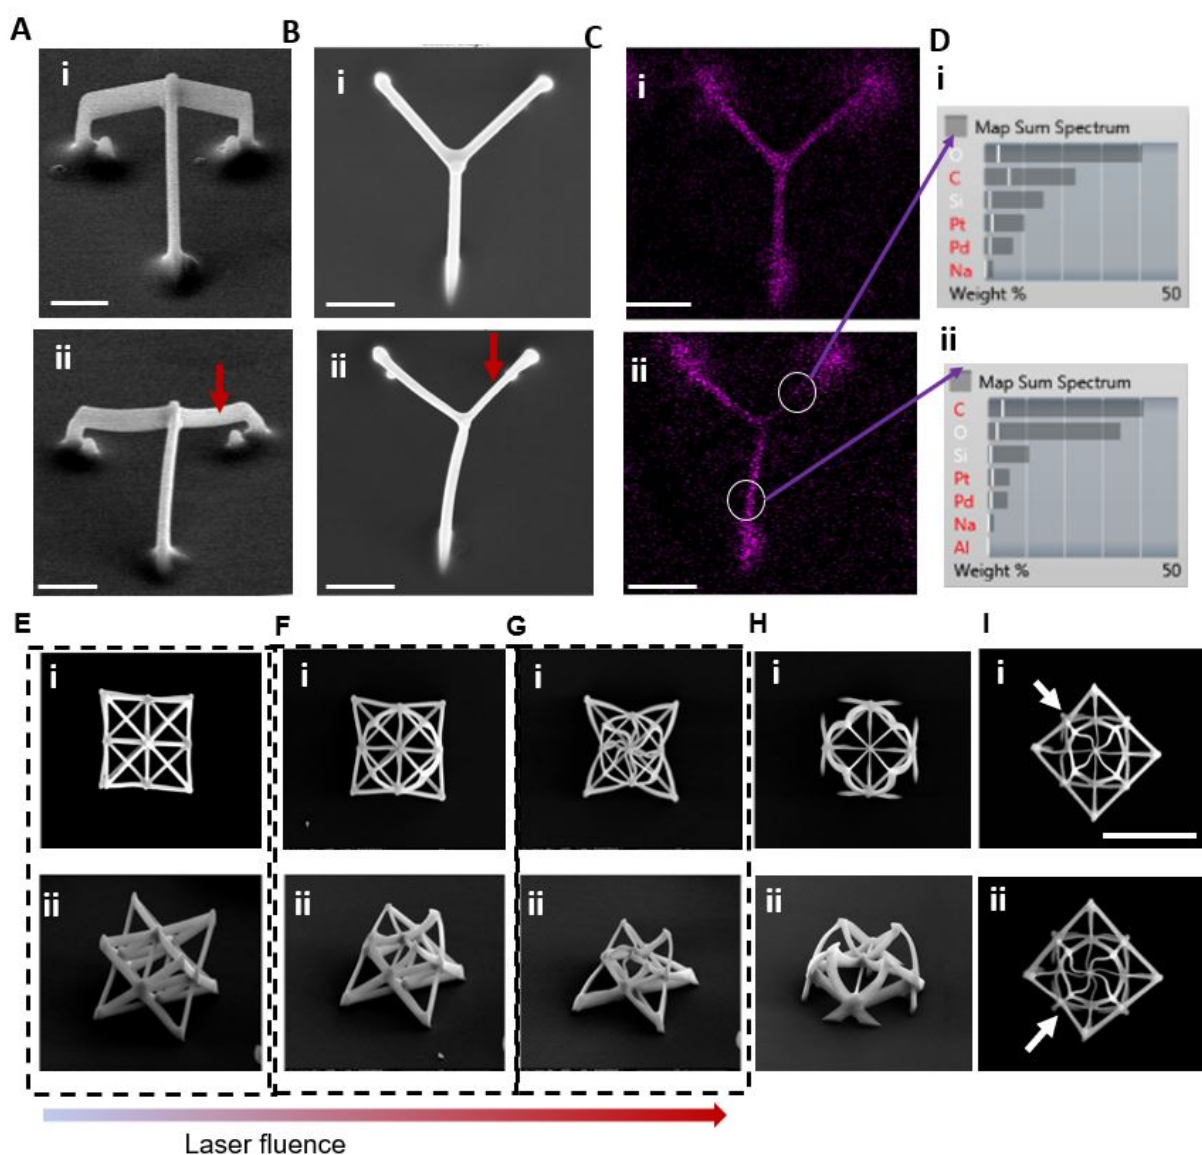 A
B
C
D
i
i
i
i
Map Sum Spectrum
O
C
Si
Pt
Pd
Na
Weight %
50
ii
ii
ii
ii
Map Sum Spectrum
C
O
Si
Pt
Pd
Na
Al
Weight %
50
E
F
G
H
I
i
i
i
i
i
ii
ii
ii
ii
ii
Laser fluence